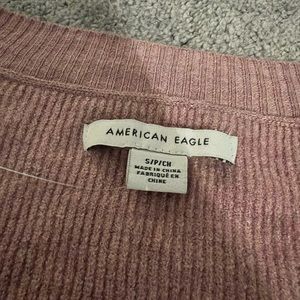 AMERICAN EAGLE
S/P/CH
MADE IN CHINA
FABRIQUÉ EN
CHINE